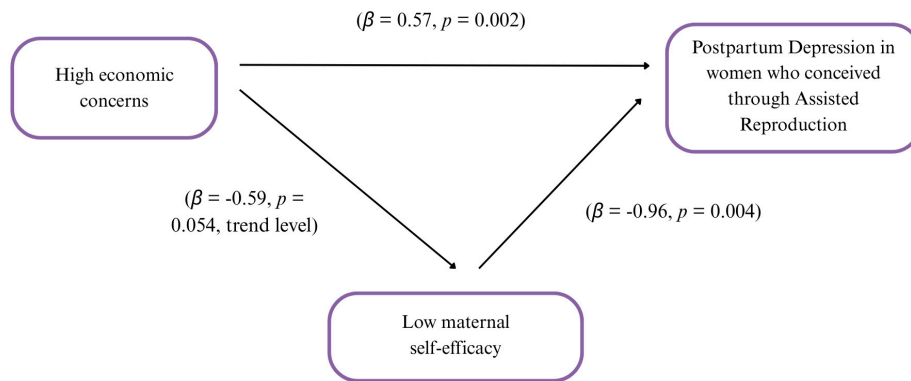 (β = 0.57, p = 0.002)
High economic
concerns
Postpartum Depression in
women who conceived
through Assisted
Reproduction
(β = -0.59, p =
0.054, trend level)
(β = -0.96, p = 0.004)
Low maternal
self-efficacy